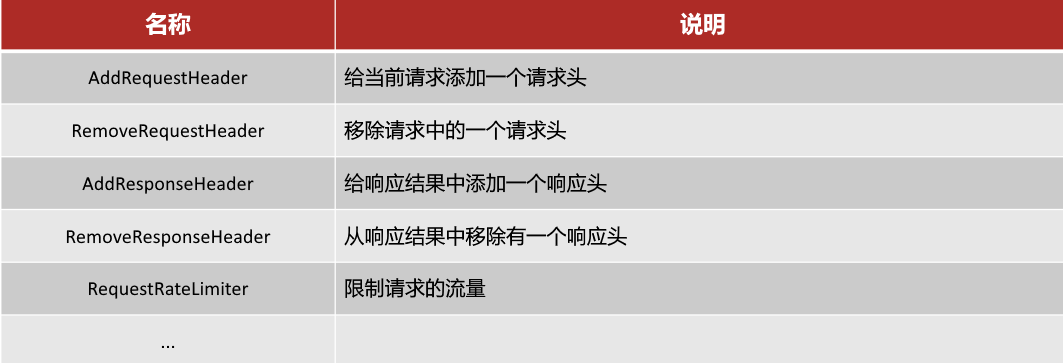 名称 说明
AddRequestHeader 给当前请求添加一个请求头
RemoveRequestHeader 移除请求中的一个请求头
AddResponseHeader 给响应结果中添加一个响应头
RemoveResponseHeader 从响应结果中移除有一个响应头
RequestRateLimiter 限制请求的流量
...